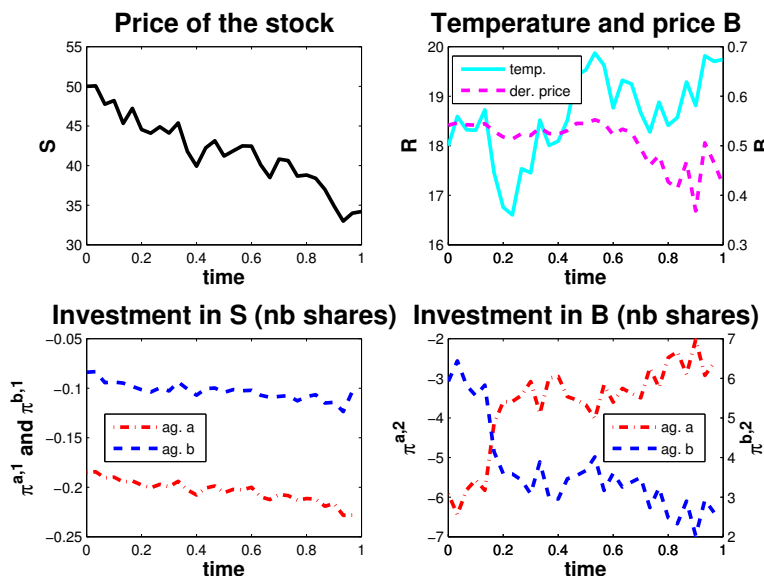 Price of the stock
55
50
45
40
35
30
S
0 0.2 0.4 0.6 0.8 1
time
Temperature and price B
20
19
18
17
16
R
temp.
der. price
0.7
0.6
0.5
0.4
0.3
B
0 0.2 0.4 0.6 0.8 1
time
Investment in S (nb shares)
−0.05
−0.1
−0.15
−0.2
−0.25
π^{a,1} and π^{b,1}
ag. a
ag. b
0 0.2 0.4 0.6 0.8 1
time
Investment in B (nb shares)
−2
−3
−4
−5
−6
−7
π^{a,2}
ag. a
ag. b
7
6
5
4
3
2
π^{b,2}
0 0.2 0.4 0.6 0.8 1
time